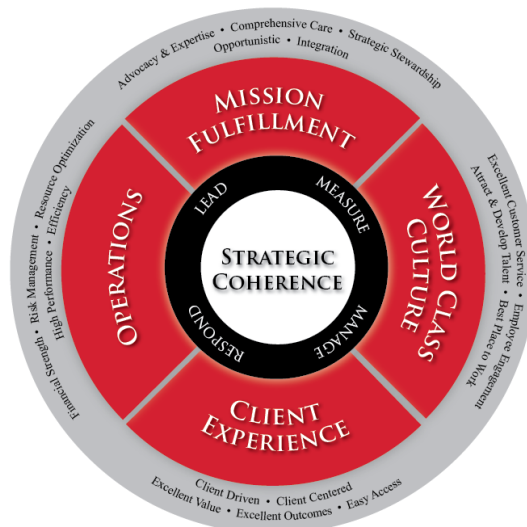 Advocacy & Expertise • Comprehensive Care • Strategic Stewardship
Opportunistic • Integration
MISSION
FULFILLMENT
Excellent Customer Service • Employee Engagement
Attract & Develop Talent • Best Place to Work
WORLD CLASS
CULTURE
CLIENT
EXPERIENCE
Client Driven • Client Centered
Excellent Value • Excellent Outcomes • Easy Access
Financial Strength • Risk Management • Resource Optimization
High Performance • Efficiency
OPERATIONS
LEAD
MEASURE
MANAGE
RESPOND
STRATEGIC
COHERENCE